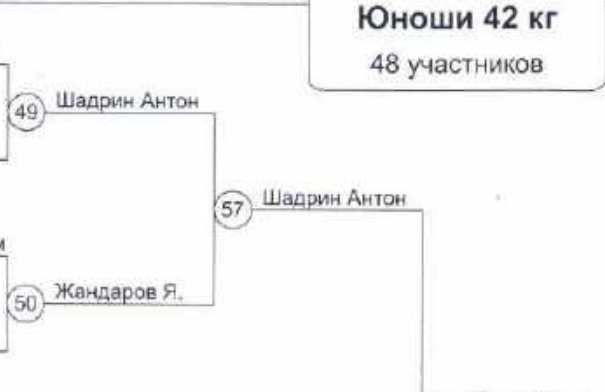 Юноши 42 кг
48 участников
49 Шадрин Антон
57 Шадрин Антон
50 Жандаров Я.